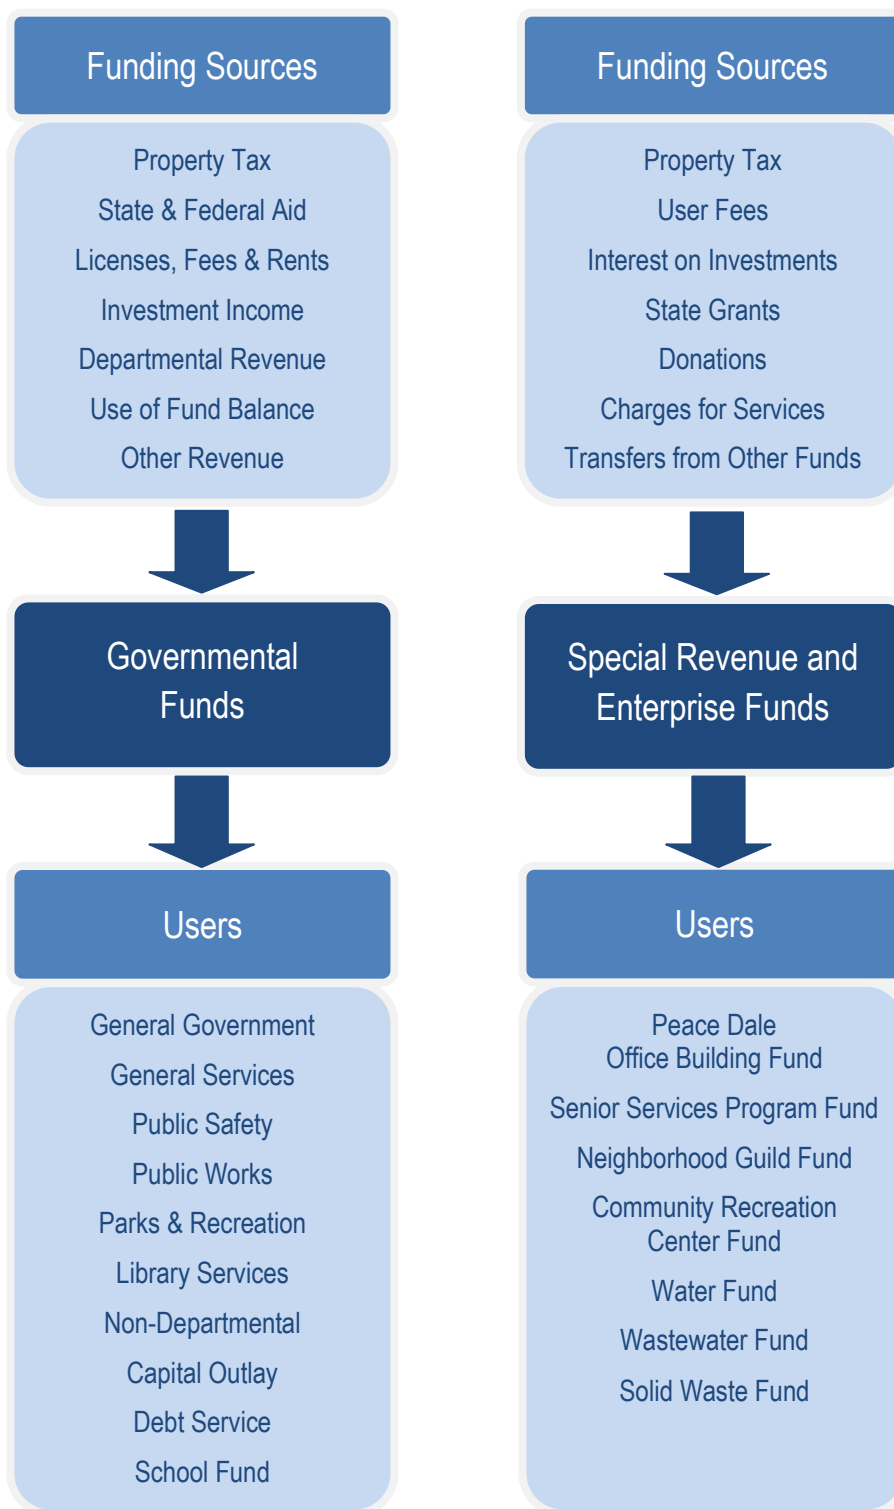 Funding Sources
Property Tax
State & Federal Aid
Licenses, Fees & Rents
Investment Income
Departmental Revenue
Use of Fund Balance
Other Revenue
Governmental
Funds
Users
General Government
General Services
Public Safety
Public Works
Parks & Recreation
Library Services
Non-Departmental
Capital Outlay
Debt Service
School Fund
Funding Sources
Property Tax
User Fees
Interest on Investments
State Grants
Donations
Charges for Services
Transfers from Other Funds
Special Revenue and
Enterprise Funds
Users
Peace Dale
Office Building Fund
Senior Services Program Fund
Neighborhood Guild Fund
Community Recreation
Center Fund
Water Fund
Wastewater Fund
Solid Waste Fund